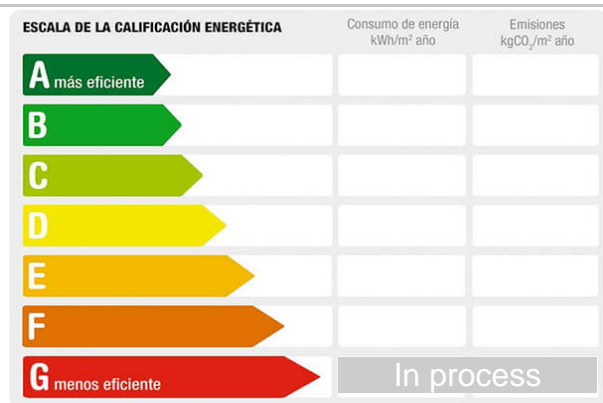 ESCALA DE LA CALIFICACIÓN ENERGÉTICA
Consumo de energía
kWh/m² año
Emisiones
kgCO₂/m² año
A más eficiente
B
C
D
E
F
G menos eficiente
In process